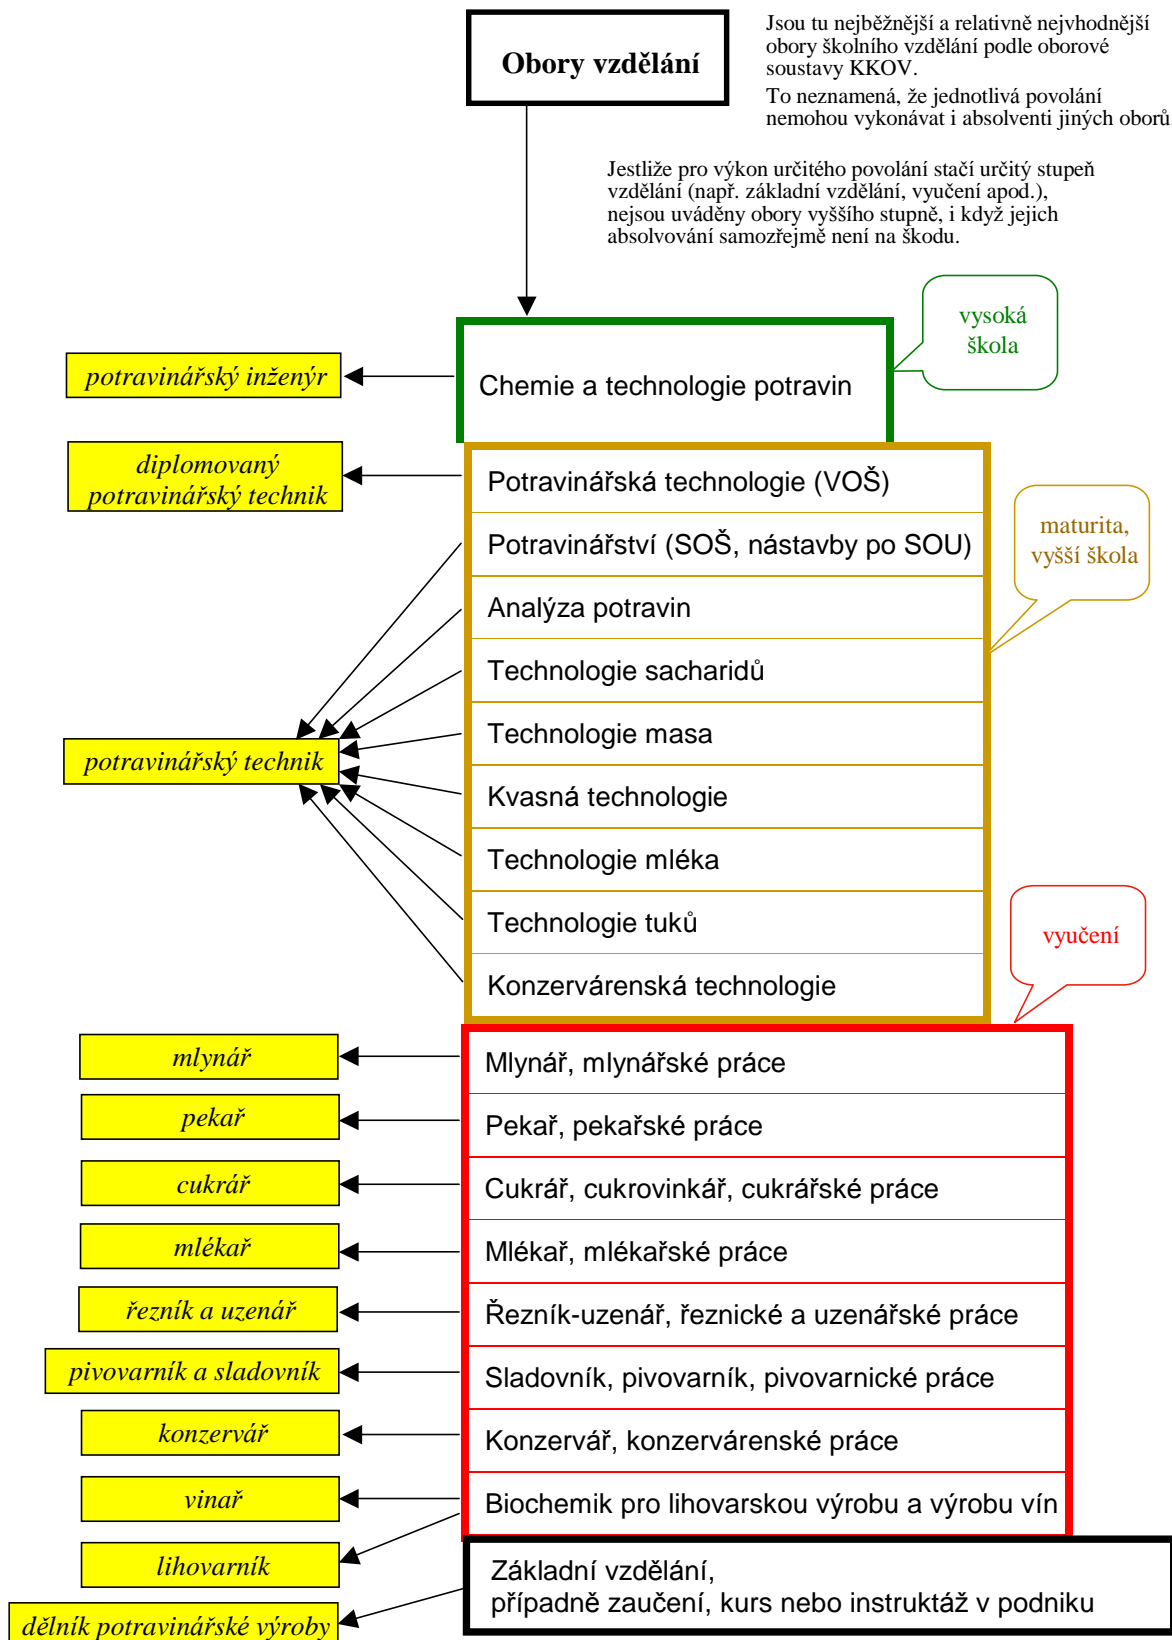 Obory vzdělání
Jsou tu nejběžnější a relativně nejvhodnější
obory školního vzdělání podle oborové
soustavy KKOV.
To neznamená, že jednotlivá povolání
nemohou vykonávat i absolventi jiných oborů
Jestliže pro výkon určitého povolání stačí určitý stupeň
vzdělání (např. základní vzdělání, vyučení apod.),
nejsou uváděny obory vyššího stupně, i když jejich
absolvování samozřejmě není na škodu.
vysoká
škola
potravinářský inženýr
Chemie a technologie potravin
diplomovaný
potravinářský technik
Potravinářská technologie (VOŠ)
Potravinářství (SOŠ, nástavby po SOU)
maturita,
vyšší škola
Analýza potravin
Technologie sacharidů
Technologie masa
potravinářský technik
Kvasná technologie
Technologie mléka
Technologie tuků
vyučení
Konzervárenská technologie
mlynář
Mlynář, mlynářské práce
pekař
Pekař, pekařské práce
cukrář
Cukrář, cukrovinkář, cukrářské práce
mlékař
Mlékař, mlékařské práce
řezník a uzenář
Řezník-uzenář, řeznické a uzenářské práce
pivovarník a sladovník
Sladovník, pivovarník, pivovarnické práce
konzervář
Konzervář, konzervárenské práce
vinař
Biochemik pro lihovarskou výrobu a výrobu vín
lihovarník
Základní vzdělání,
případně zaučení, kurs nebo instruktáž v podniku
dělník potravinářské výroby